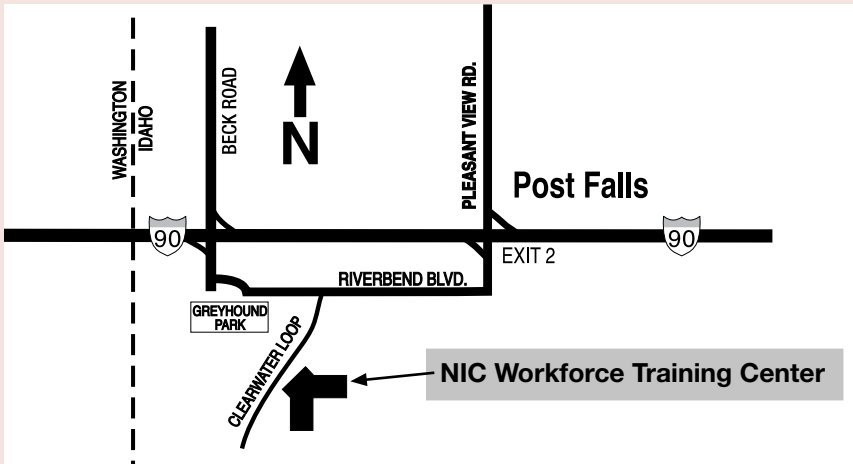 WASHINGTON
IDAHO
BECK ROAD
N
PLEASANT VIEW RD.
Post Falls
90
90
EXIT 2
RIVERBEND BLVD.
GREYHOUND
PARK
CLEARWATER LOOP
NIC Workforce Training Center